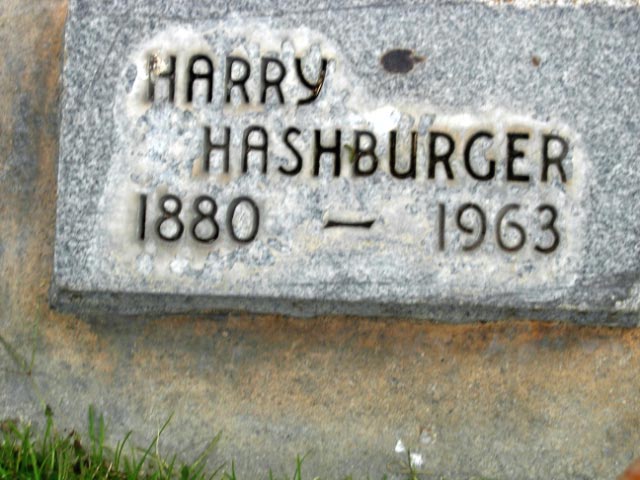 HARRY
HASHBURGER
1880 — 1963